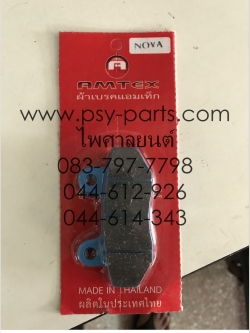 NOVA
AMTEX
ผ้าเบรคแอมเท็ก
www.psy-parts.com
ไพศาลยนต์
083-797-7798
044-612-926
044-614-343
MADE IN THAILAND
ผลิตในประเทศไทย